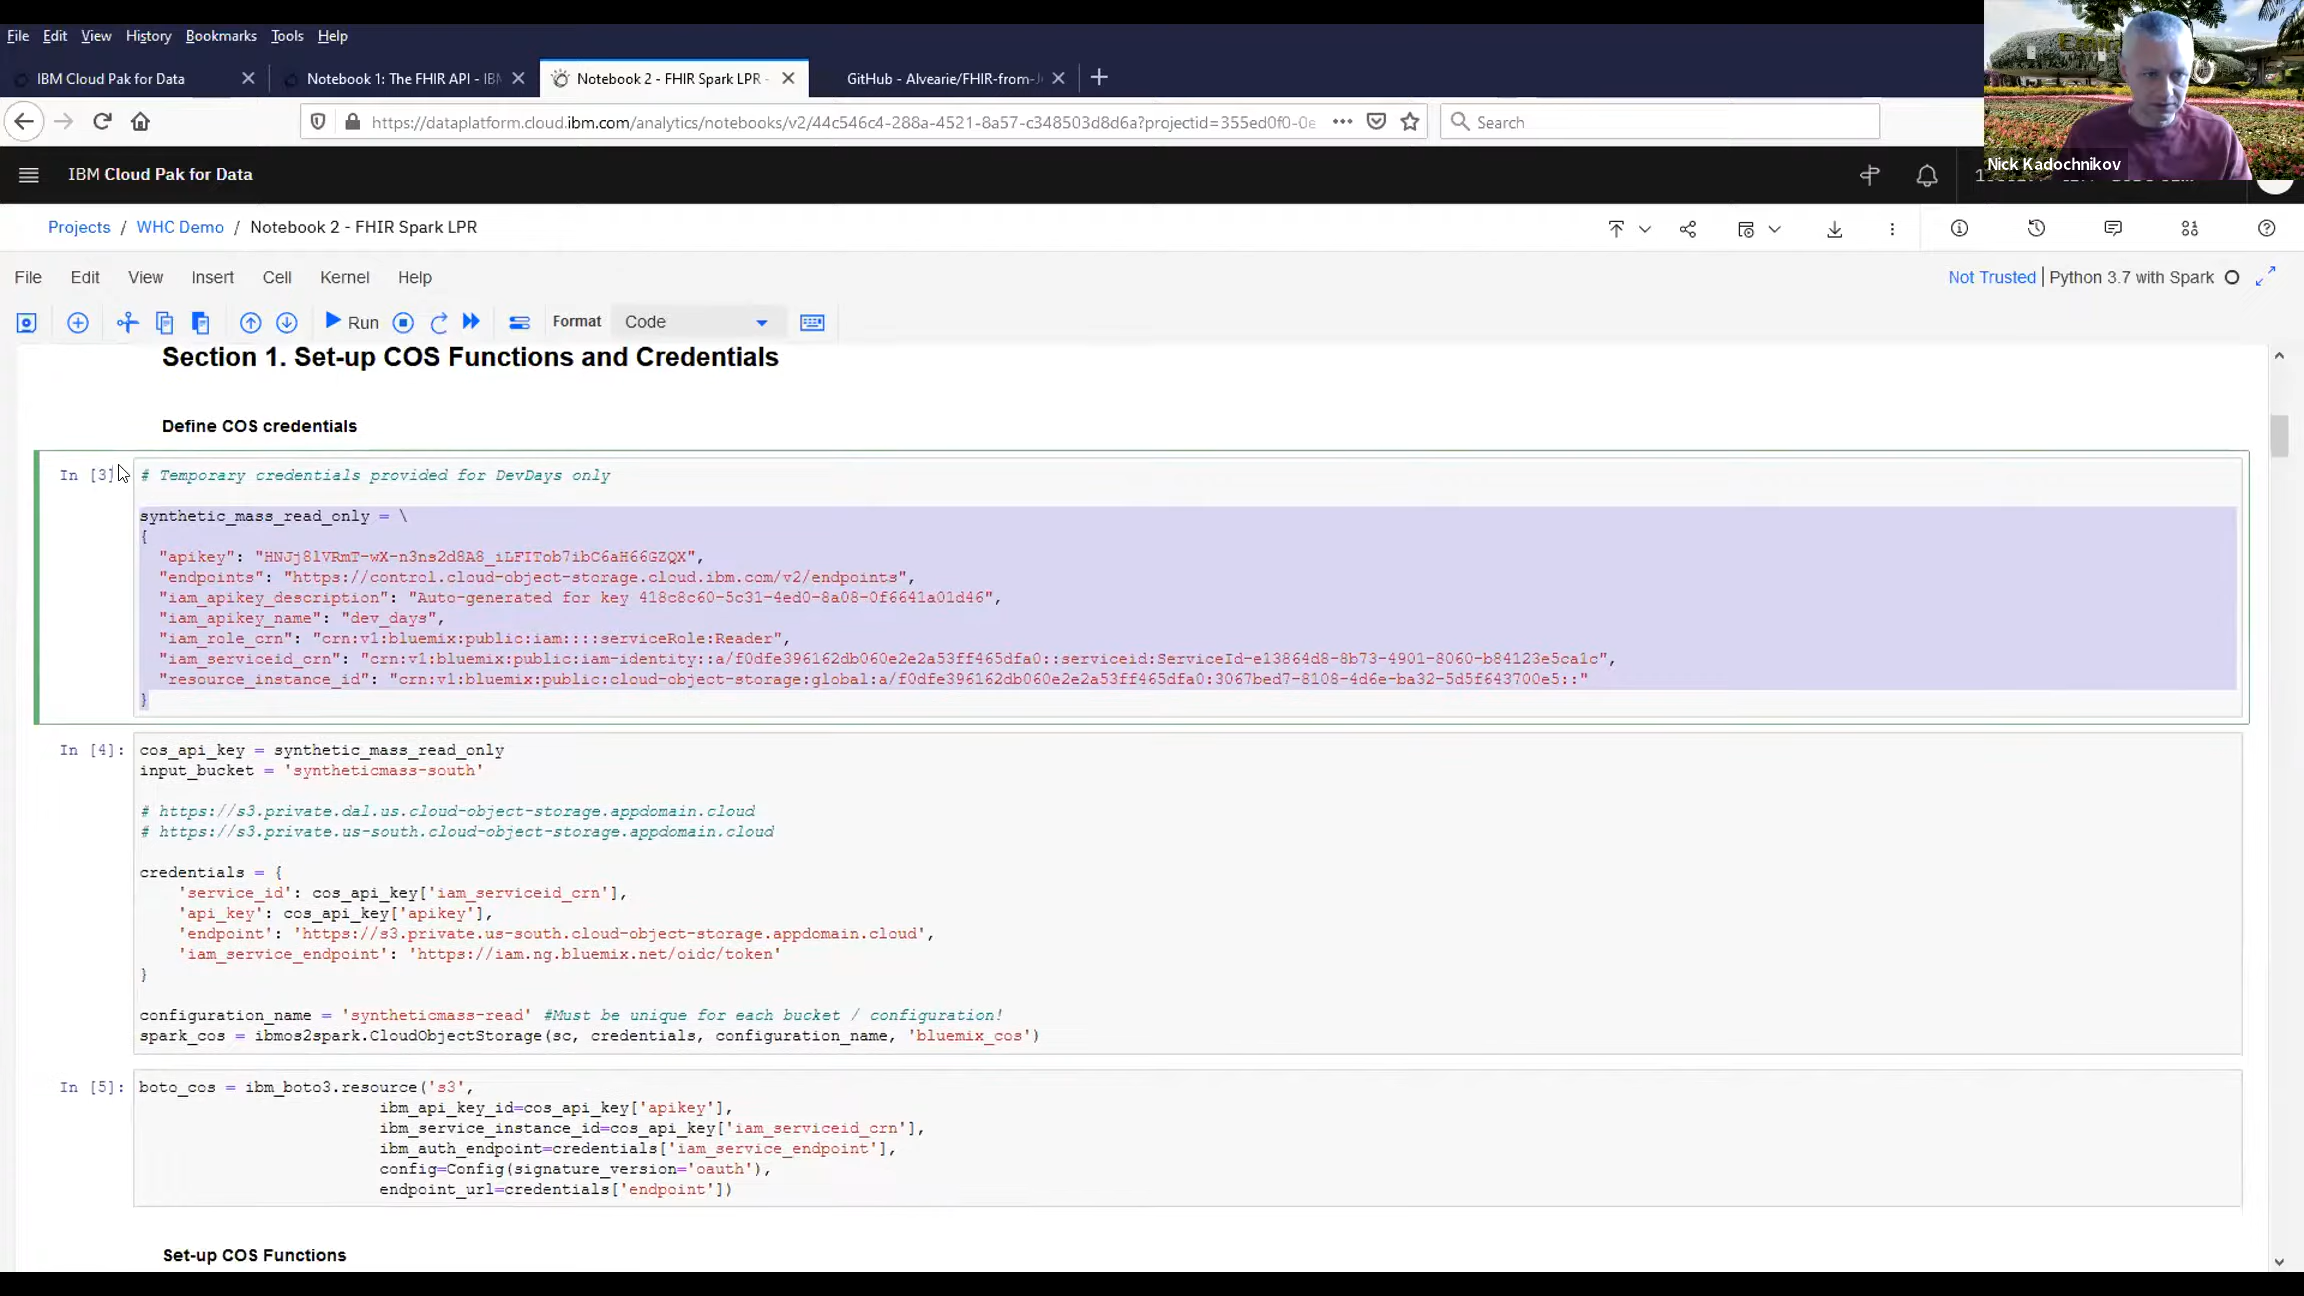 File Edit View History Bookmarks Tools Help
IBM Cloud Pak for Data
Notebook 1: The FHIR API - IB
Notebook 2 - FHIR Spark LPR -
GitHub - Alvearie/FHIR-from-
https://dataplatform.cloud.ibm.com/analytics/notebooks/v2/44c546c4-288a-4521-8a57-c348503d8d6a?projectid=355ed0f0-0e
Search
Nick Kadochnikov
IBM Cloud Pak for Data
Projects / WHC Demo / Notebook 2 - FHIR Spark LPR
File Edit View Insert Cell Kernel Help
Not Trusted | Python 3.7 with Spark
Run
Format
Code
Section 1. Set-up COS Functions and Credentials
Define COS credentials
In [3]
# Temporary credentials provided for DevDays only
synthetic_mass_read_only = \
{
"apikey": "HNJj8lVRmT-wX-n3ns2d8A8_iLFITob7ibC6aH66GZQX",
"endpoints": "https://control.cloud-object-storage.cloud.ibm.com/v2/endpoints",
"iam_apikey_description": "Auto-generated for key 418c8c60-5c31-4ed0-8a08-0f6641a01d46",
"iam_apikey_name": "dev_days",
"iam_role_crn": "crn:v1:bluemix:public:iam::::serviceRole:Reader",
"iam_serviceid_crn": "crn:v1:bluemix:public:iam-identity::a/f0dfe396162db060e2e2a53ff465dfa0::serviceid:ServiceId-e13864d8-8b73-4901-8060-b84123e5ca1c",
"resource_instance_id": "crn:v1:bluemix:public:cloud-object-storage:global:a/f0dfe396162db060e2e2a53ff465dfa0:3067bed7-8108-4d6e-ba32-5d5f643700e5::"
}
In [4]:
cos_api_key = synthetic_mass_read_only
input_bucket = 'syntheticmass-south'
# https://s3.private.dal.us.cloud-object-storage.appdomain.cloud
# https://s3.private.us-south.cloud-object-storage.appdomain.cloud
credentials = {
'service_id': cos_api_key['iam_serviceid_crn'],
'api_key': cos_api_key['apikey'],
'endpoint': 'https://s3.private.us-south.cloud-object-storage.appdomain.cloud',
'iam_service_endpoint': 'https://iam.ng.bluemix.net/oidc/token'
}
configuration_name = 'syntheticmass-read' #Must be unique for each bucket / configuration!
spark_cos = ibmos2spark.CloudObjectStorage(sc, credentials, configuration_name, 'bluemix_cos')
In [5]:
boto_cos = ibm_boto3.resource('s3',
ibm_api_key_id=cos_api_key['apikey'],
ibm_service_instance_id=cos_api_key['iam_serviceid_crn'],
ibm_auth_endpoint=credentials['iam_service_endpoint'],
config=Config(signature_version='oauth'),
endpoint_url=credentials['endpoint'])
Set-up COS Functions